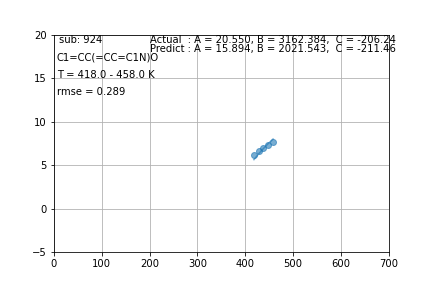 sub: 924
Actual : A = 20.550, B = 3162.384, C = -206.24
Predict : A = 15.894, B = 2021.543, C = -211.46
C1=CC(=CC=C1N)O
T = 418.0 - 458.0 K
rmse = 0.289
20
15
10
5
0
−5
0 100 200 300 400 500 600 700